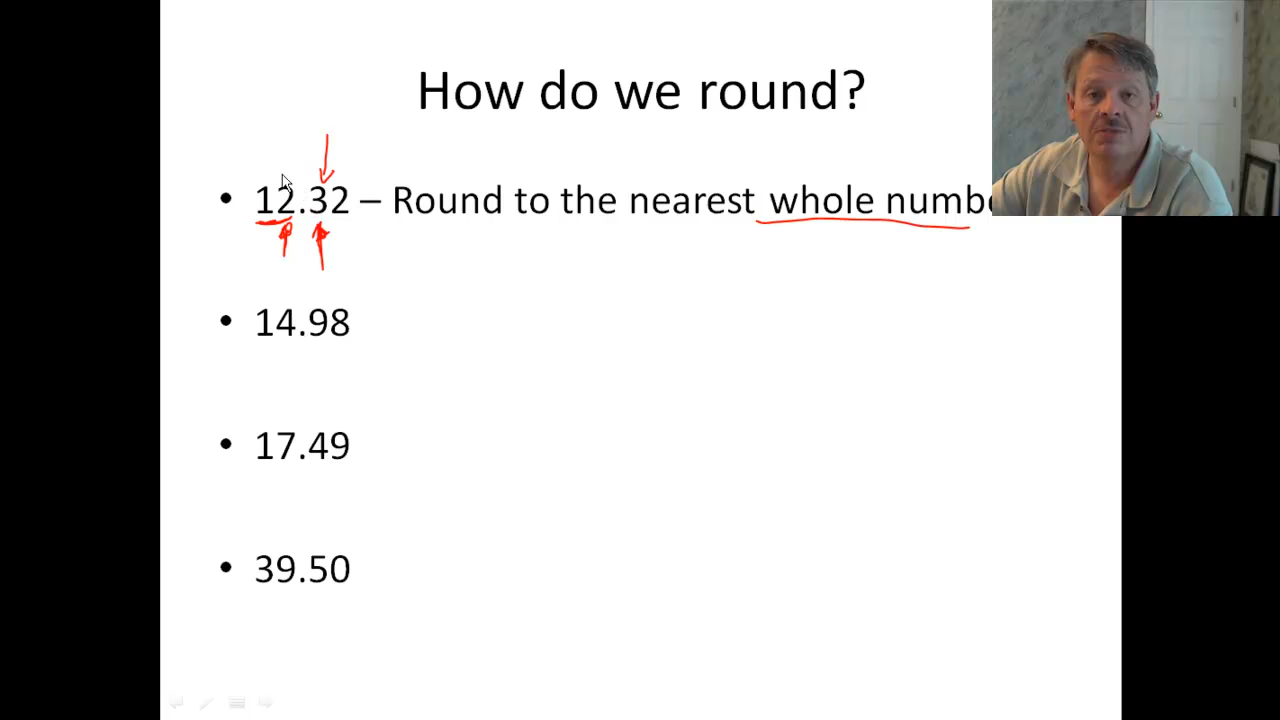 How do we round?
• 12.32 – Round to the nearest whole numb
• 14.98
• 17.49
• 39.50